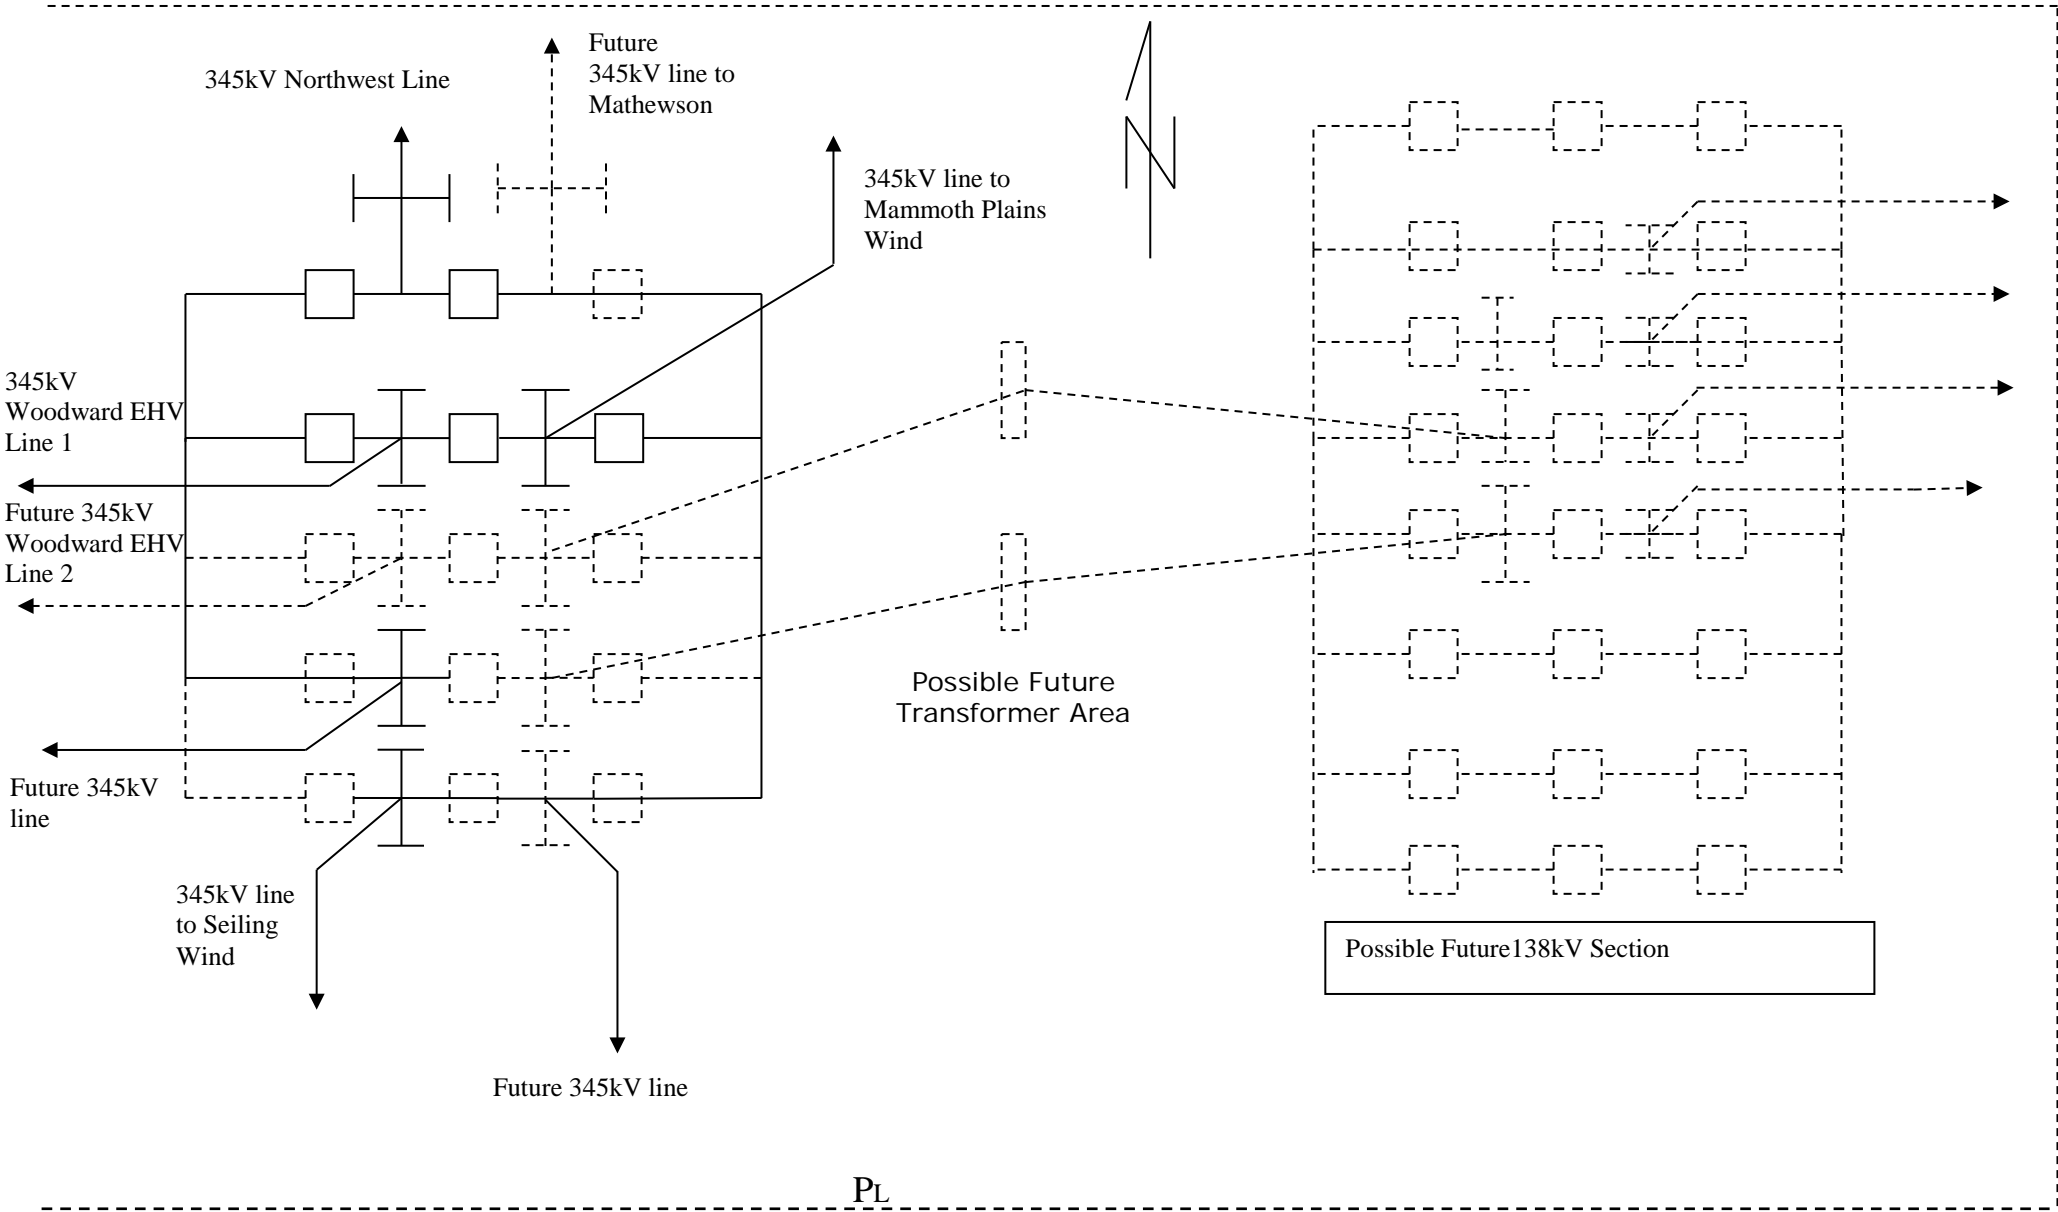 Future
345kV line to
Mathewson
345kV Northwest Line
345kV line to
Mammoth Plains
Wind
345kV
Woodward EHV
Line 1
Future 345kV
Woodward EHV
Line 2
Possible Future
Transformer Area
Future 345kV
line
345kV line
to Seiling
Wind
Possible Future138kV Section
Future 345kV line
PL